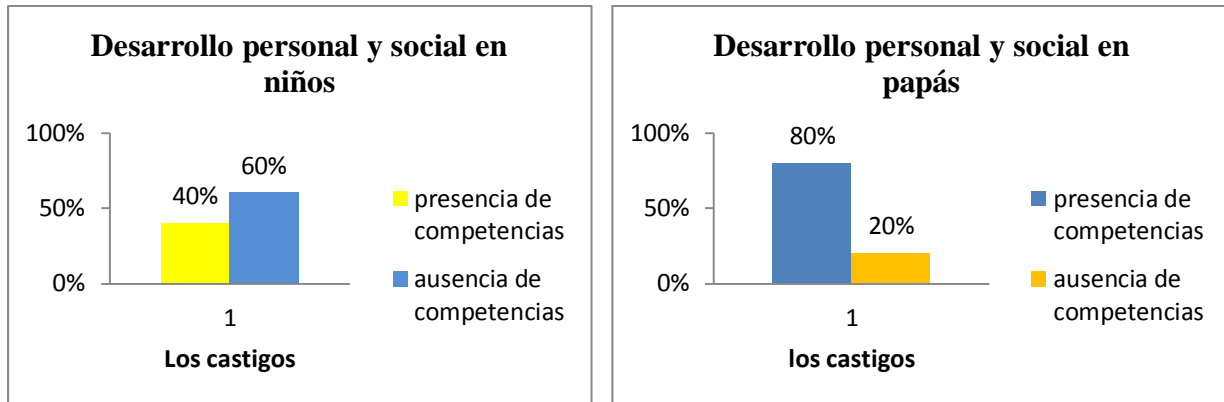 Desarrollo personal y social en
niños
100%
50%
0%
40%
60%
1
Los castigos
presencia de
competencias
ausencia de
competencias
Desarrollo personal y social en
papás
100%
50%
0%
80%
20%
1
los castigos
presencia de
competencias
ausencia de
competencias